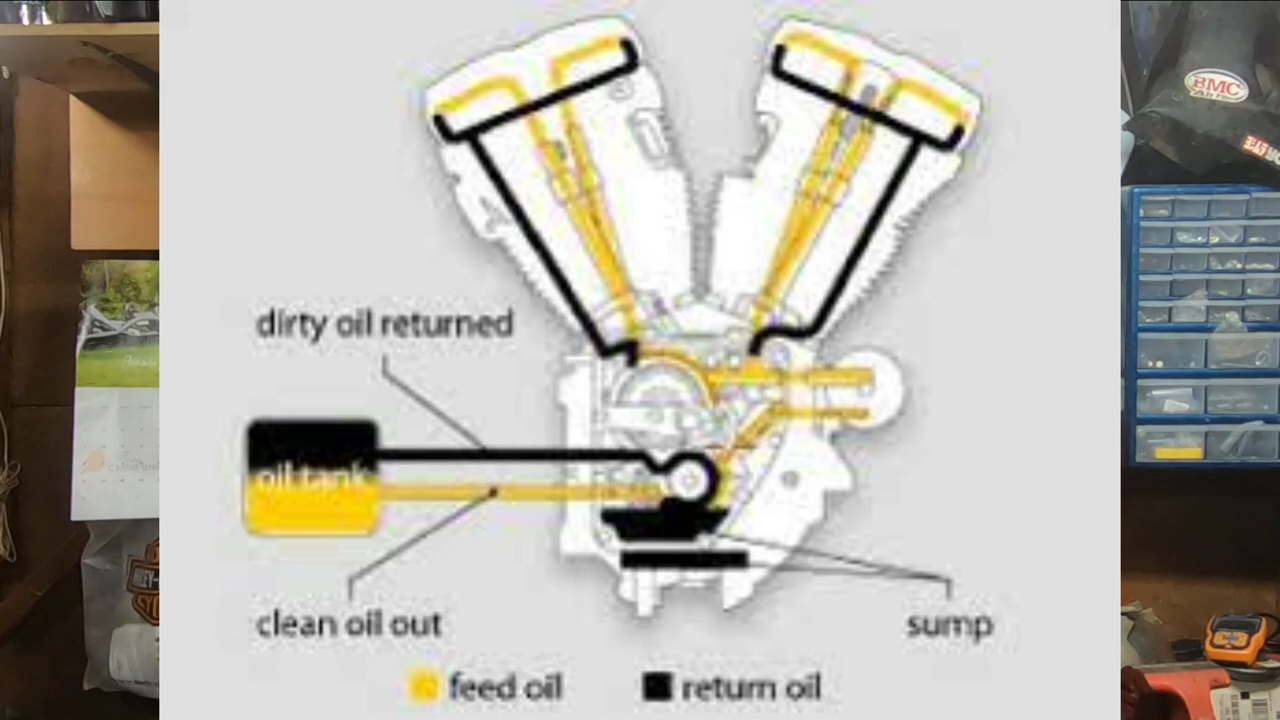 BMC
dirty oil returned
oil tank
clean oil out
sump
feed oil
return oil